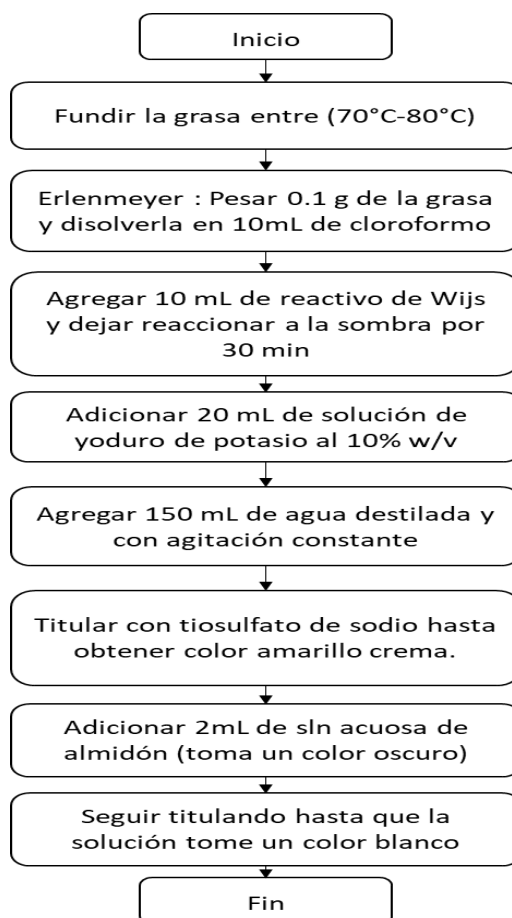 Inicio
Fundir la grasa entre (70°C-80°C)
Erlenmeyer : Pesar 0.1 g de la grasa
y disolverla en 10mL de cloroformo
Agregar 10 mL de reactivo de Wijs
y dejar reaccionar a la sombra por
30 min
Adicionar 20 mL de solución de
yoduro de potasio al 10% w/v
Agregar 150 mL de agua destilada y
con agitación constante
Titular con tiosulfato de sodio hasta
obtener color amarillo crema.
Adicionar 2mL de sln acuosa de
almidón (toma un color oscuro)
Seguir titulando hasta que la
solución tome un color blanco
Fin